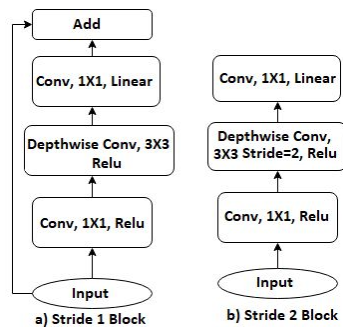 Add
Conv, 1X1, Linear
Depthwise Conv, 3X3
Relu
Conv, 1X1, Relu
Input
a) Stride 1 Block
Conv, 1X1, Linear
Depthwise Conv,
3X3 Stride=2, Relu
Conv, 1X1, Relu
Input
b) Stride 2 Block